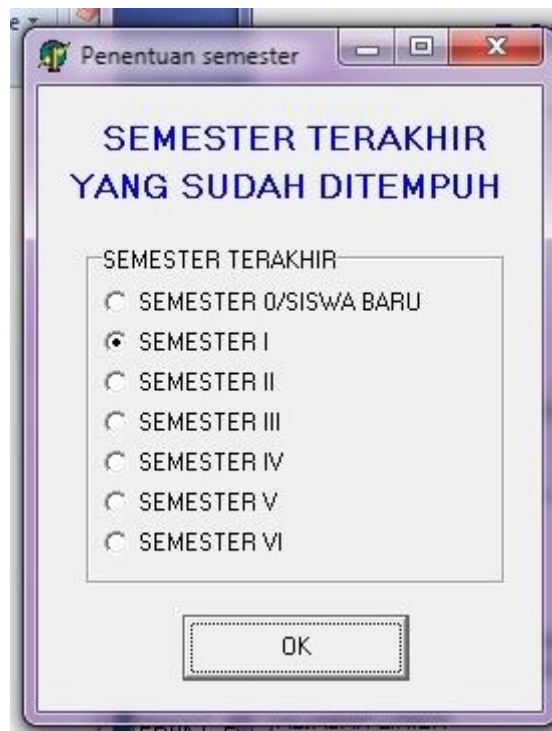 Penentuan semester
SEMESTER TERAKHIR
YANG SUDAH DITEMPUH
SEMESTER TERAKHIR
SEMESTER 0/SISWA BARU
SEMESTER I
SEMESTER II
SEMESTER III
SEMESTER IV
SEMESTER V
SEMESTER VI
OK